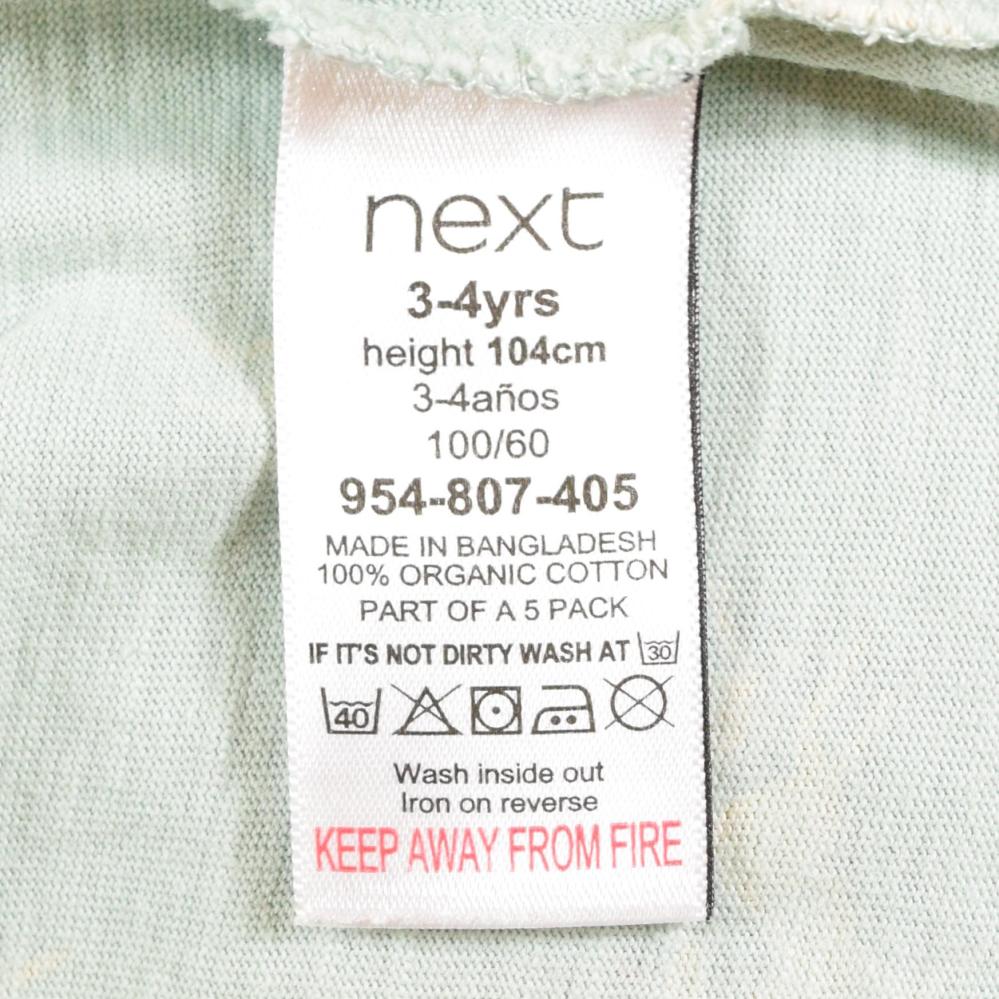 next
3-4yrs
height 104cm
3-4años
100/60
954-807-405
MADE IN BANGLADESH
100% ORGANIC COTTON
PART OF A 5 PACK
IF IT'S NOT DIRTY WASH AT 30
40
Wash inside out
Iron on reverse
KEEP AWAY FROM FIRE